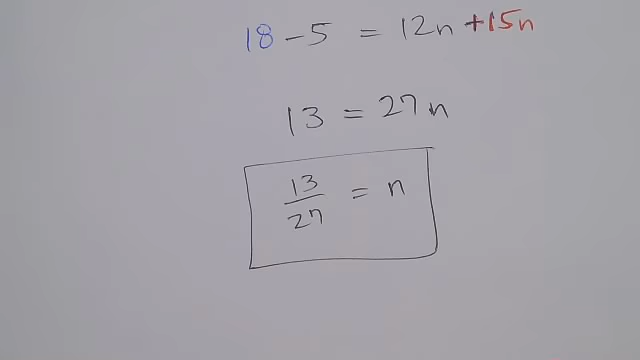 18 - 5 = 12n + 15n
13 = 27n
13/27 = n